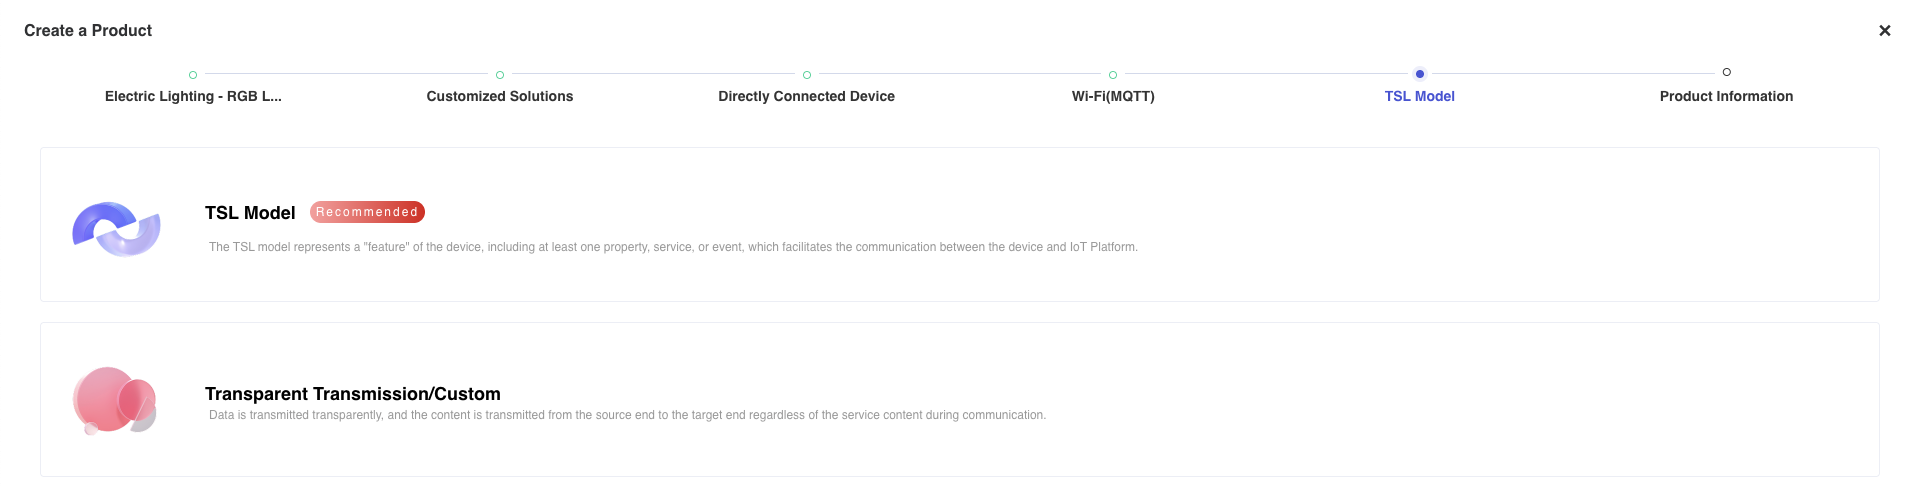 Create a Product
Electric Lighting - RGB L...
Customized Solutions
Directly Connected Device
Wi-Fi(MQTT)
TSL Model
Product Information
TSL Model Recommended
The TSL model represents a "feature" of the device, including at least one property, service, or event, which facilitates the communication between the device and IoT Platform.
Transparent Transmission/Custom
Data is transmitted transparently, and the content is transmitted from the source end to the target end regardless of the service content during communication.